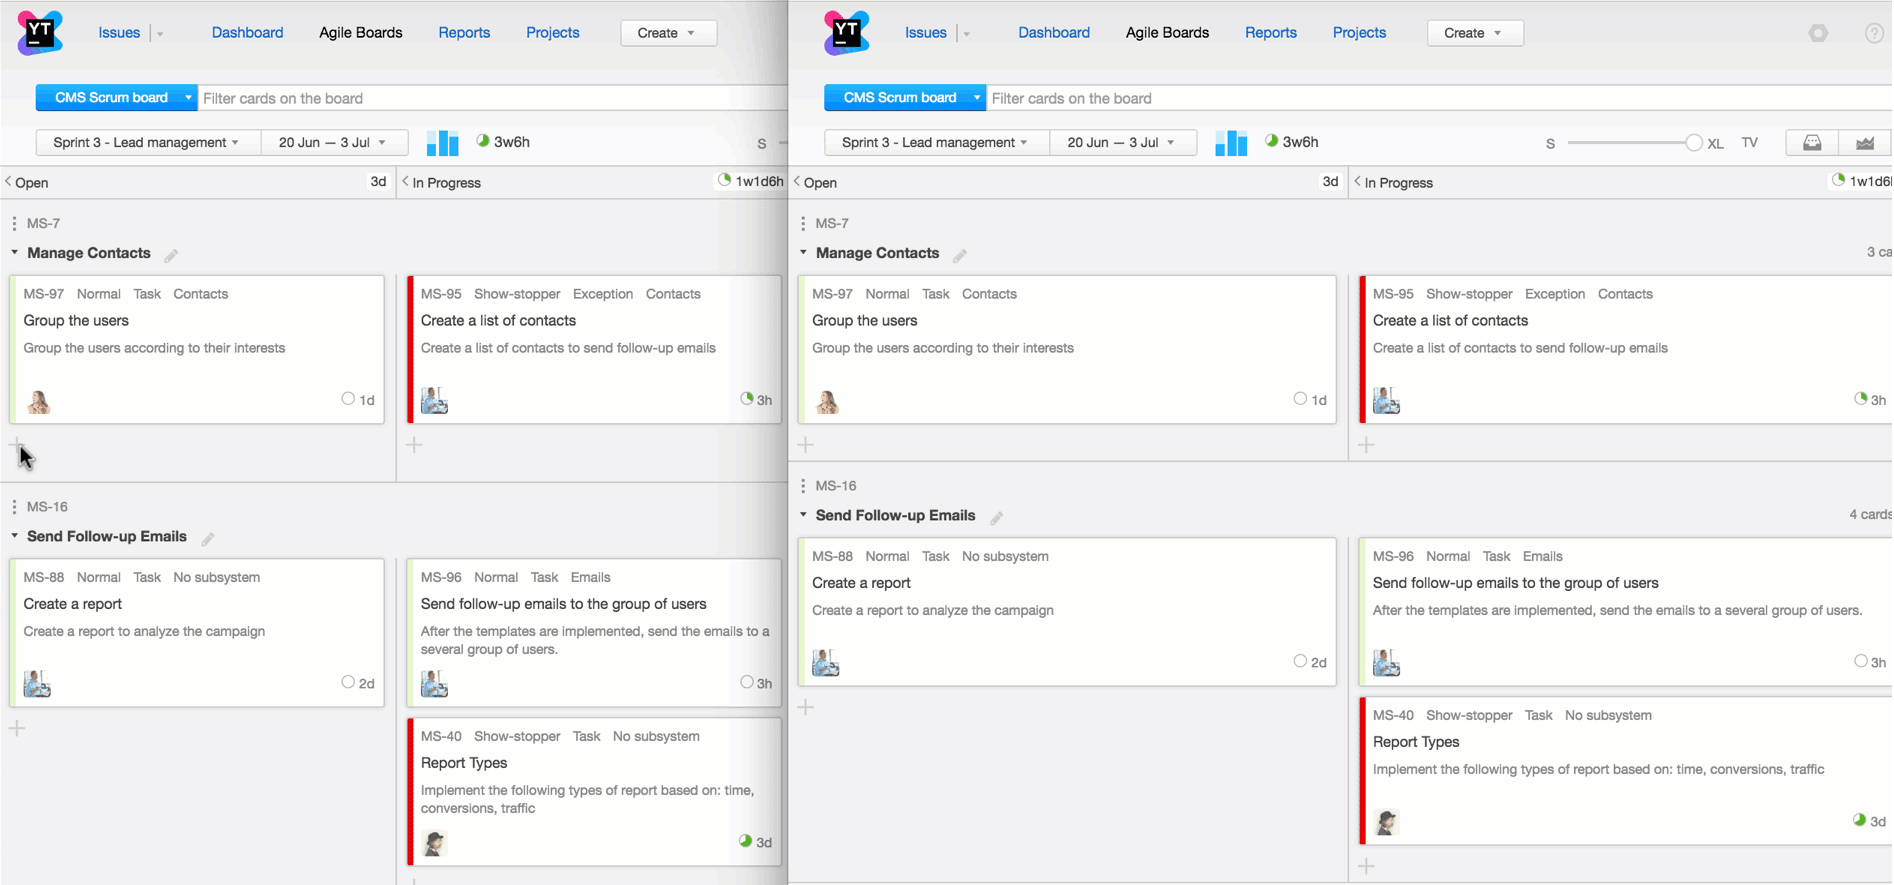 YT
Issues Dashboard Agile Boards Reports Projects Create
CMS Scrum board Filter cards on the board
Sprint 3 - Lead management 20 Jun — 3 Jul 3w6h S
Open 3d In Progress 1w1d6h
MS-7
Manage Contacts
MS-97 Normal Task Contacts
Group the users
Group the users according to their interests
1d
MS-95 Show-stopper Exception Contacts
Create a list of contacts
Create a list of contacts to send follow-up emails
3h
MS-16
Send Follow-up Emails
MS-88 Normal Task No subsystem
Create a report
Create a report to analyze the campaign
2d
MS-96 Normal Task Emails
Send follow-up emails to the group of users
After the templates are implemented, send the emails to a
several group of users.
3h
MS-40 Show-stopper Task No subsystem
Report Types
Implement the following types of report based on: time,
conversions, traffic
3d
YT
Issues Dashboard Agile Boards Reports Projects Create ?
CMS Scrum board Filter cards on the board
Sprint 3 - Lead management 20 Jun — 3 Jul 3w6h S XL TV
Open 3d In Progress 1w1d6h
MS-7
Manage Contacts 3 ca
MS-97 Normal Task Contacts
Group the users
Group the users according to their interests
1d
MS-95 Show-stopper Exception Contacts
Create a list of contacts
Create a list of contacts to send follow-up emails
3h
MS-16
Send Follow-up Emails 4 cards
MS-88 Normal Task No subsystem
Create a report
Create a report to analyze the campaign
2d
MS-96 Normal Task Emails
Send follow-up emails to the group of users
After the templates are implemented, send the emails to a several group of users.
3h
MS-40 Show-stopper Task No subsystem
Report Types
Implement the following types of report based on: time, conversions, traffic
3d